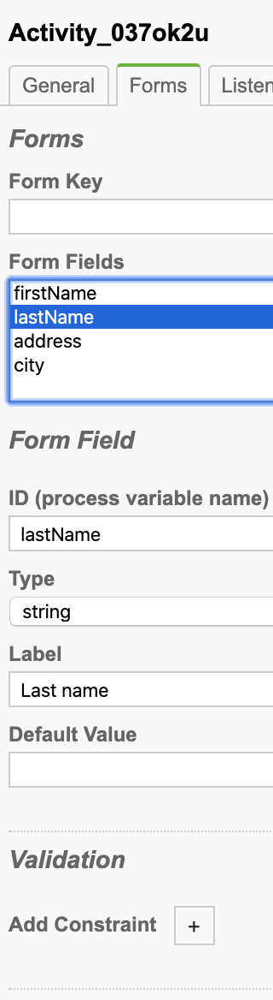 Activity_037ok2u
General Forms Listen
Forms
Form Key
Form Fields
firstName
lastName
address
city
Form Field
ID (process variable name)
lastName
Type
string
Label
Last name
Default Value
Validation
Add Constraint +